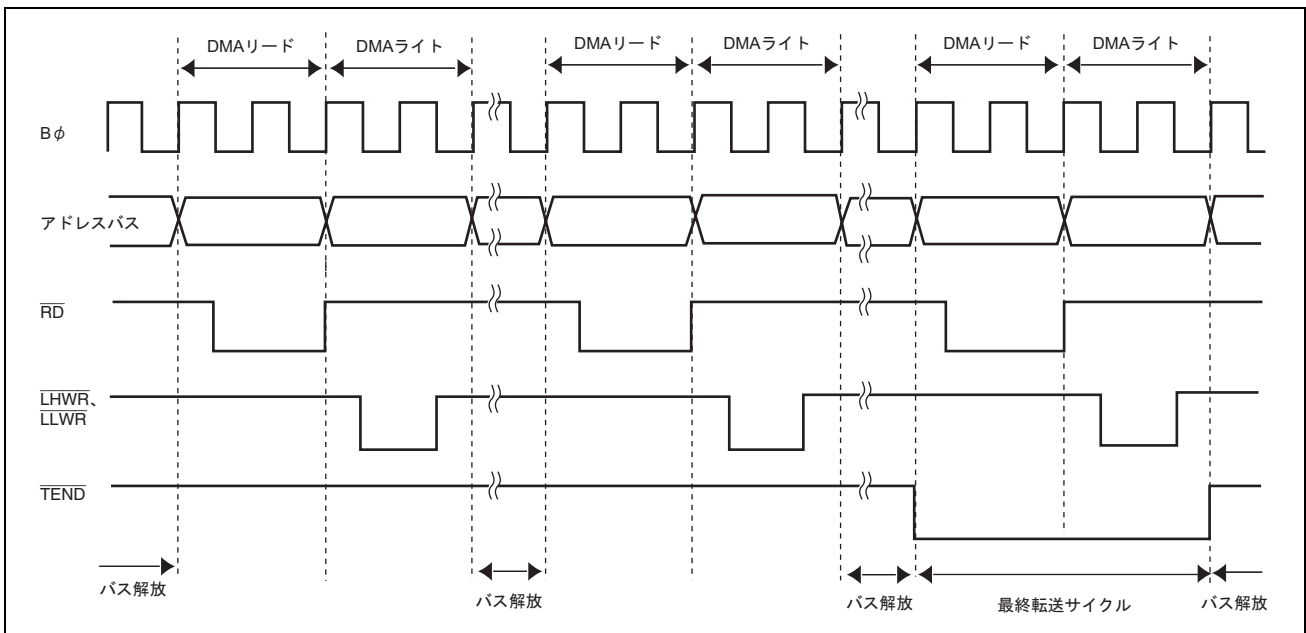 DMAリード DMAライト DMAリード DMAライト DMAリード DMAライト
Bφ
アドレスバス
RD
LHWR、
LLWR
TEND
バス解放 バス解放 バス解放 最終転送サイクル バス解放